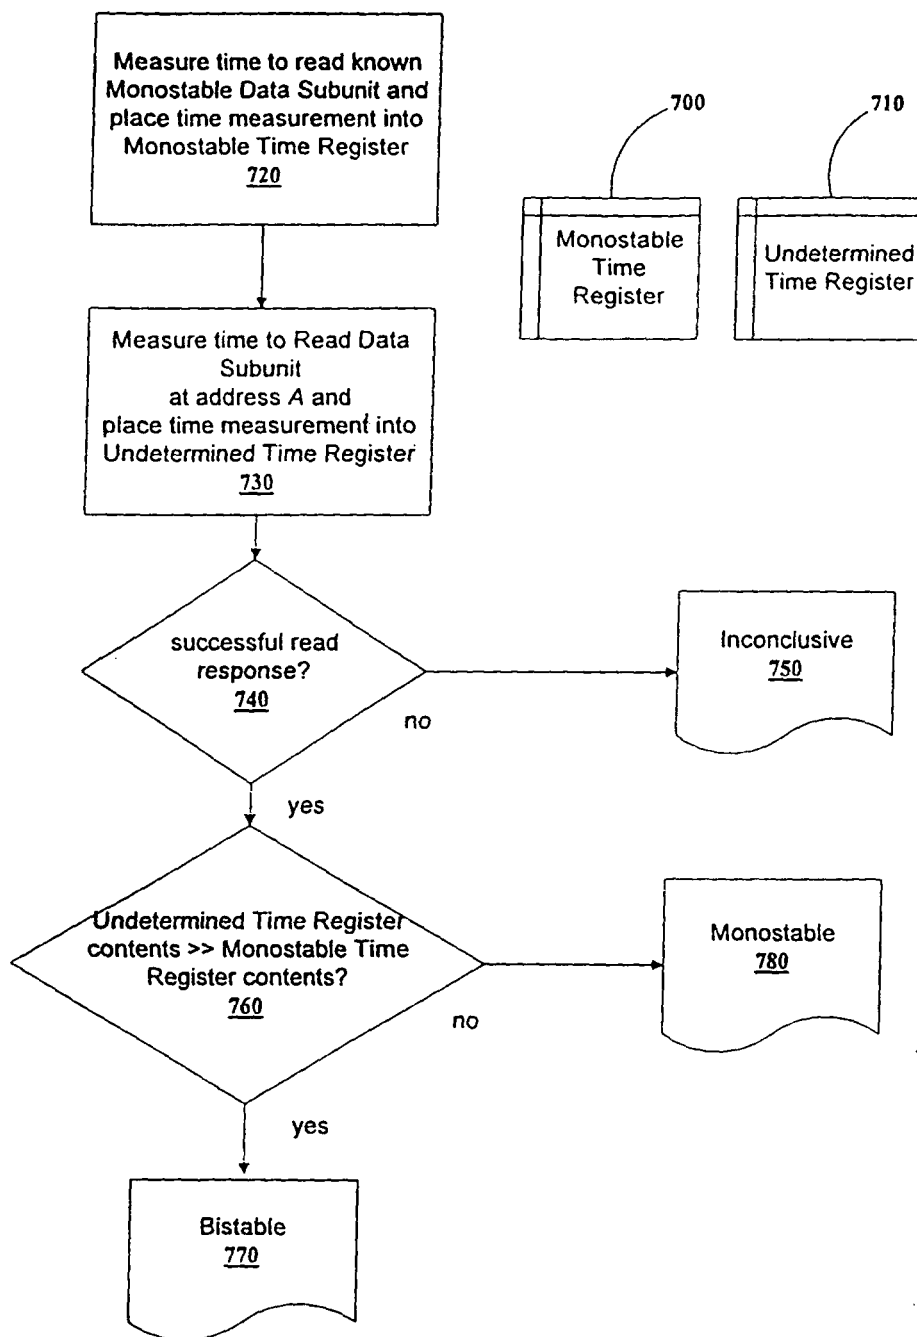 Measure time to read known
Monostable Data Subunit and
place time measurement into
Monostable Time Register
720
700
710
Monostable
Time
Register
Undetermined
Time Register
Measure time to Read Data
Subunit
at address A and
place time measurement into
Undetermined Time Register
730
successful read
response?
740
no
Inconclusive
750
yes
Undetermined Time Register
contents >> Monostable Time
Register contents?
760
no
Monostable
780
yes
Bistable
770